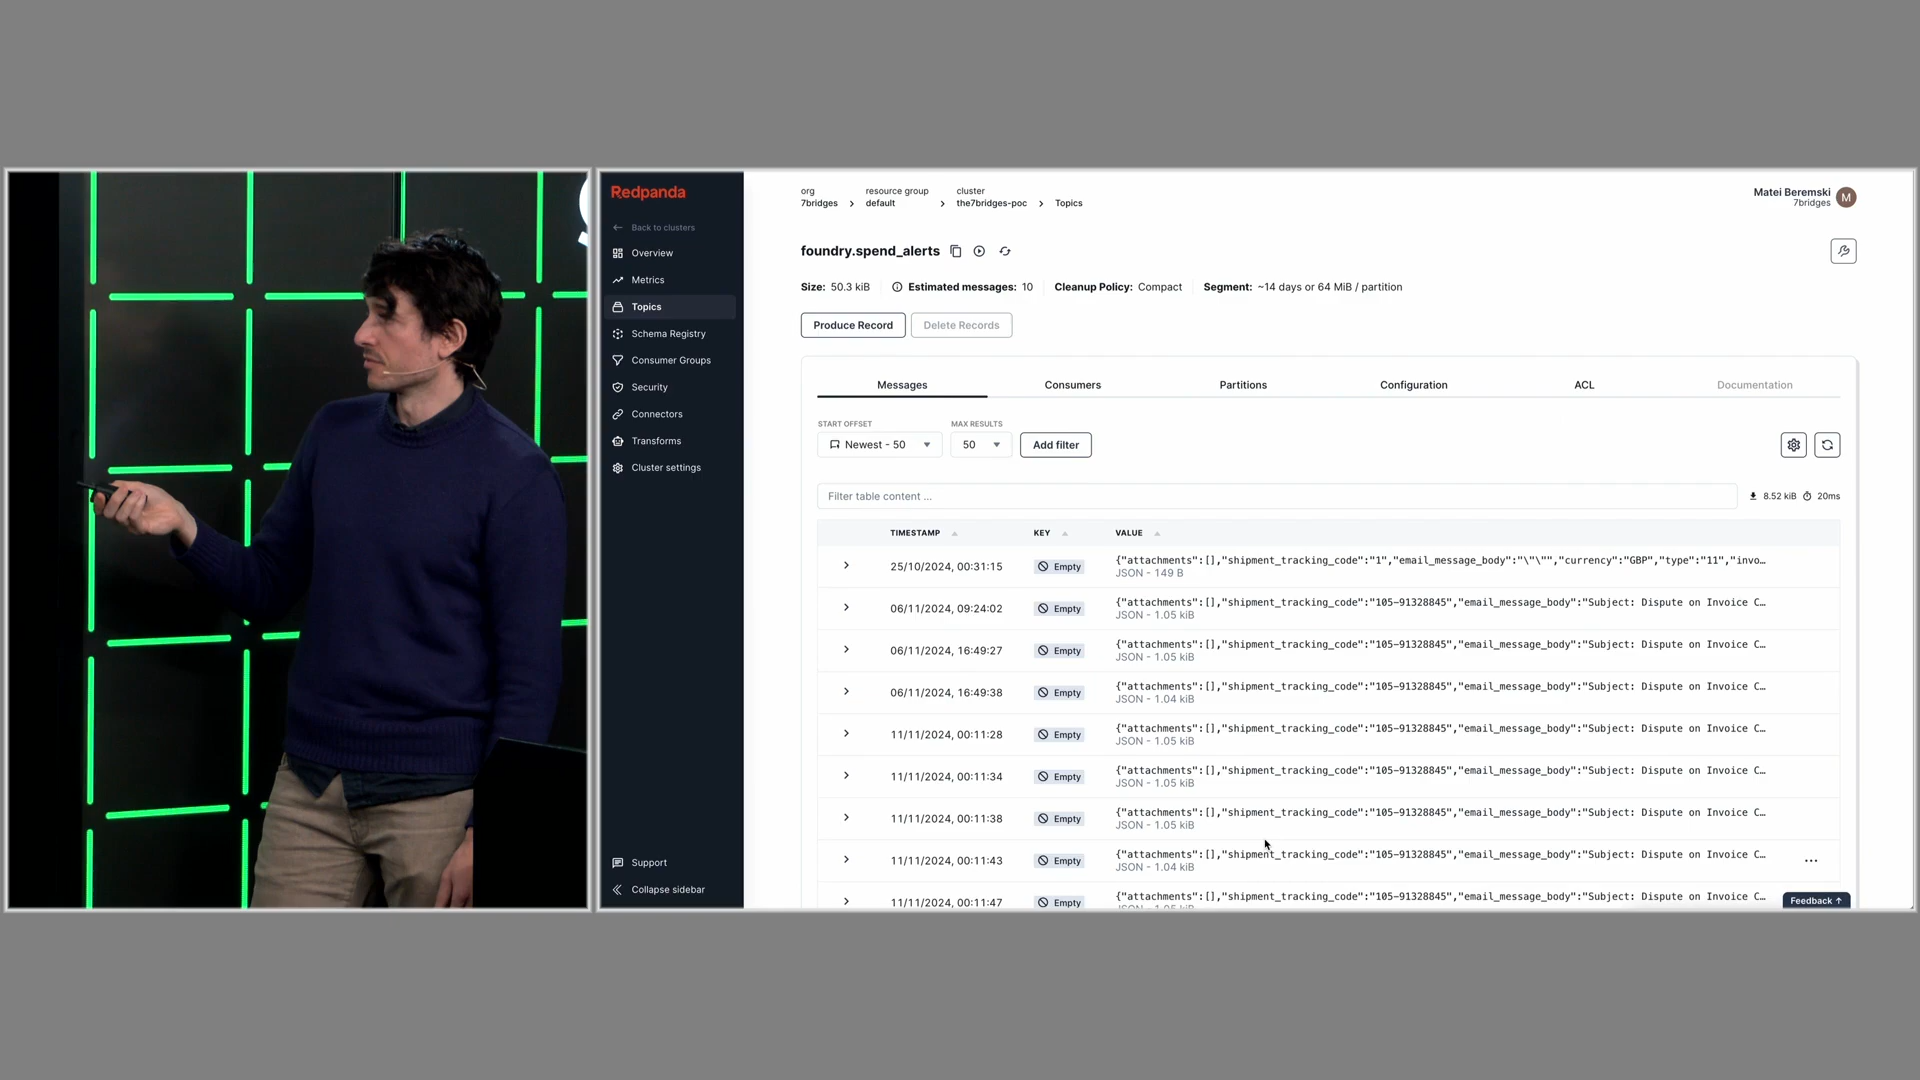 Redpanda
Back to clusters
Overview
Metrics
Topics
Schema Registry
Consumer Groups
Security
Connectors
Transforms
Cluster settings
Support
Collapse sidebar
org resource group cluster
7bridges > default > the7bridges-poc > Topics
Matei Beremski
7bridges
M
foundry.spend_alerts
Size: 50.3 kiB Estimated messages: 10 Cleanup Policy: Compact Segment: ~14 days or 64 MiB / partition
Produce Record Delete Records
Messages Consumers Partitions Configuration ACL Documentation
START OFFSET MAX RESULTS
Newest - 50 50 Add filter
Filter table content ... 8.52 kiB 20ms
TIMESTAMP KEY VALUE
25/10/2024, 00:31:15 Empty {"attachments":[],"shipment_tracking_code":"1","email_message_body":"\"\"","currency":"GBP","type":"11","invo…
JSON - 149 B
06/11/2024, 09:24:02 Empty {"attachments":[],"shipment_tracking_code":"105-91328845","email_message_body":"Subject: Dispute on Invoice C…
JSON - 1.05 kiB
06/11/2024, 16:49:27 Empty {"attachments":[],"shipment_tracking_code":"105-91328845","email_message_body":"Subject: Dispute on Invoice C…
JSON - 1.05 kiB
06/11/2024, 16:49:38 Empty {"attachments":[],"shipment_tracking_code":"105-91328845","email_message_body":"Subject: Dispute on Invoice C…
JSON - 1.04 kiB
11/11/2024, 00:11:28 Empty {"attachments":[],"shipment_tracking_code":"105-91328845","email_message_body":"Subject: Dispute on Invoice C…
JSON - 1.05 kiB
11/11/2024, 00:11:34 Empty {"attachments":[],"shipment_tracking_code":"105-91328845","email_message_body":"Subject: Dispute on Invoice C…
JSON - 1.05 kiB
11/11/2024, 00:11:38 Empty {"attachments":[],"shipment_tracking_code":"105-91328845","email_message_body":"Subject: Dispute on Invoice C…
JSON - 1.05 kiB
11/11/2024, 00:11:43 Empty {"attachments":[],"shipment_tracking_code":"105-91328845","email_message_body":"Subject: Dispute on Invoice C…
JSON - 1.04 kiB
11/11/2024, 00:11:47 Empty {"attachments":[],"shipment_tracking_code":"105-91328845","email_message_body":"Subject: Dispute on Invoice C…
Feedback ↑